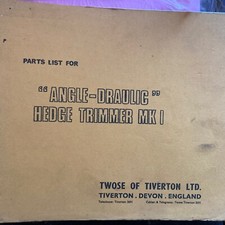 PARTS LIST FOR
"ANGLE-DRAULIC"
HEDGE TRIMMER MK I
TWOSE OF TIVERTON LTD.
TIVERTON . DEVON . ENGLAND